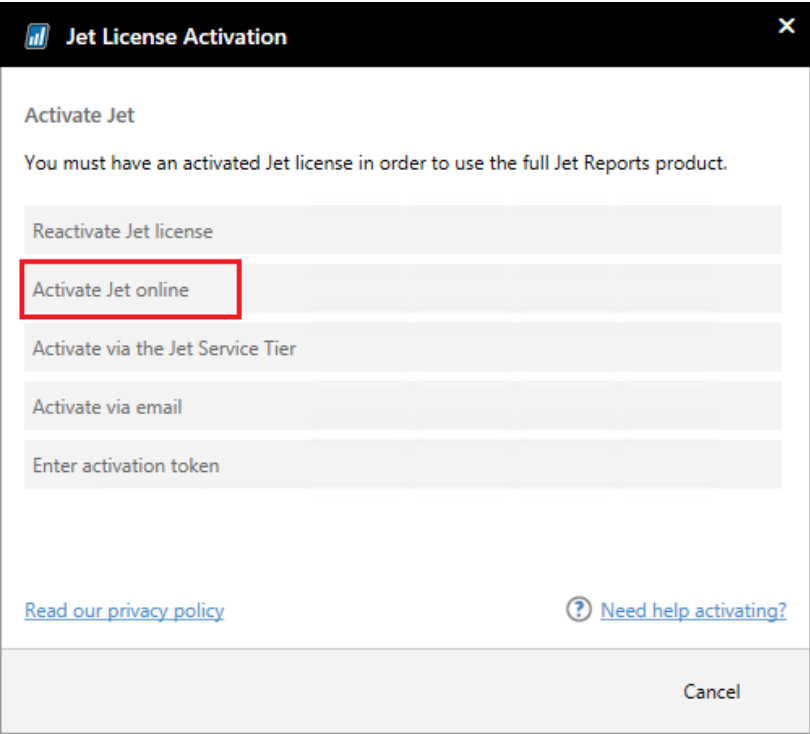 Jet License Activation
Activate Jet
You must have an activated Jet license in order to use the full Jet Reports product.
Reactivate Jet license
Activate Jet online
Activate via the Jet Service Tier
Activate via email
Enter activation token
Read our privacy policy
? Need help activating?
Cancel